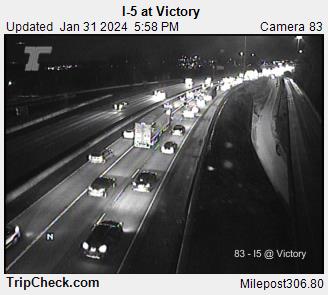 I-5 at Victory
Updated  Jan 31 2024  5:58 PM
Camera 83
T
N
83 - I5 @ Victory
TripCheck.com
Milepost306.80